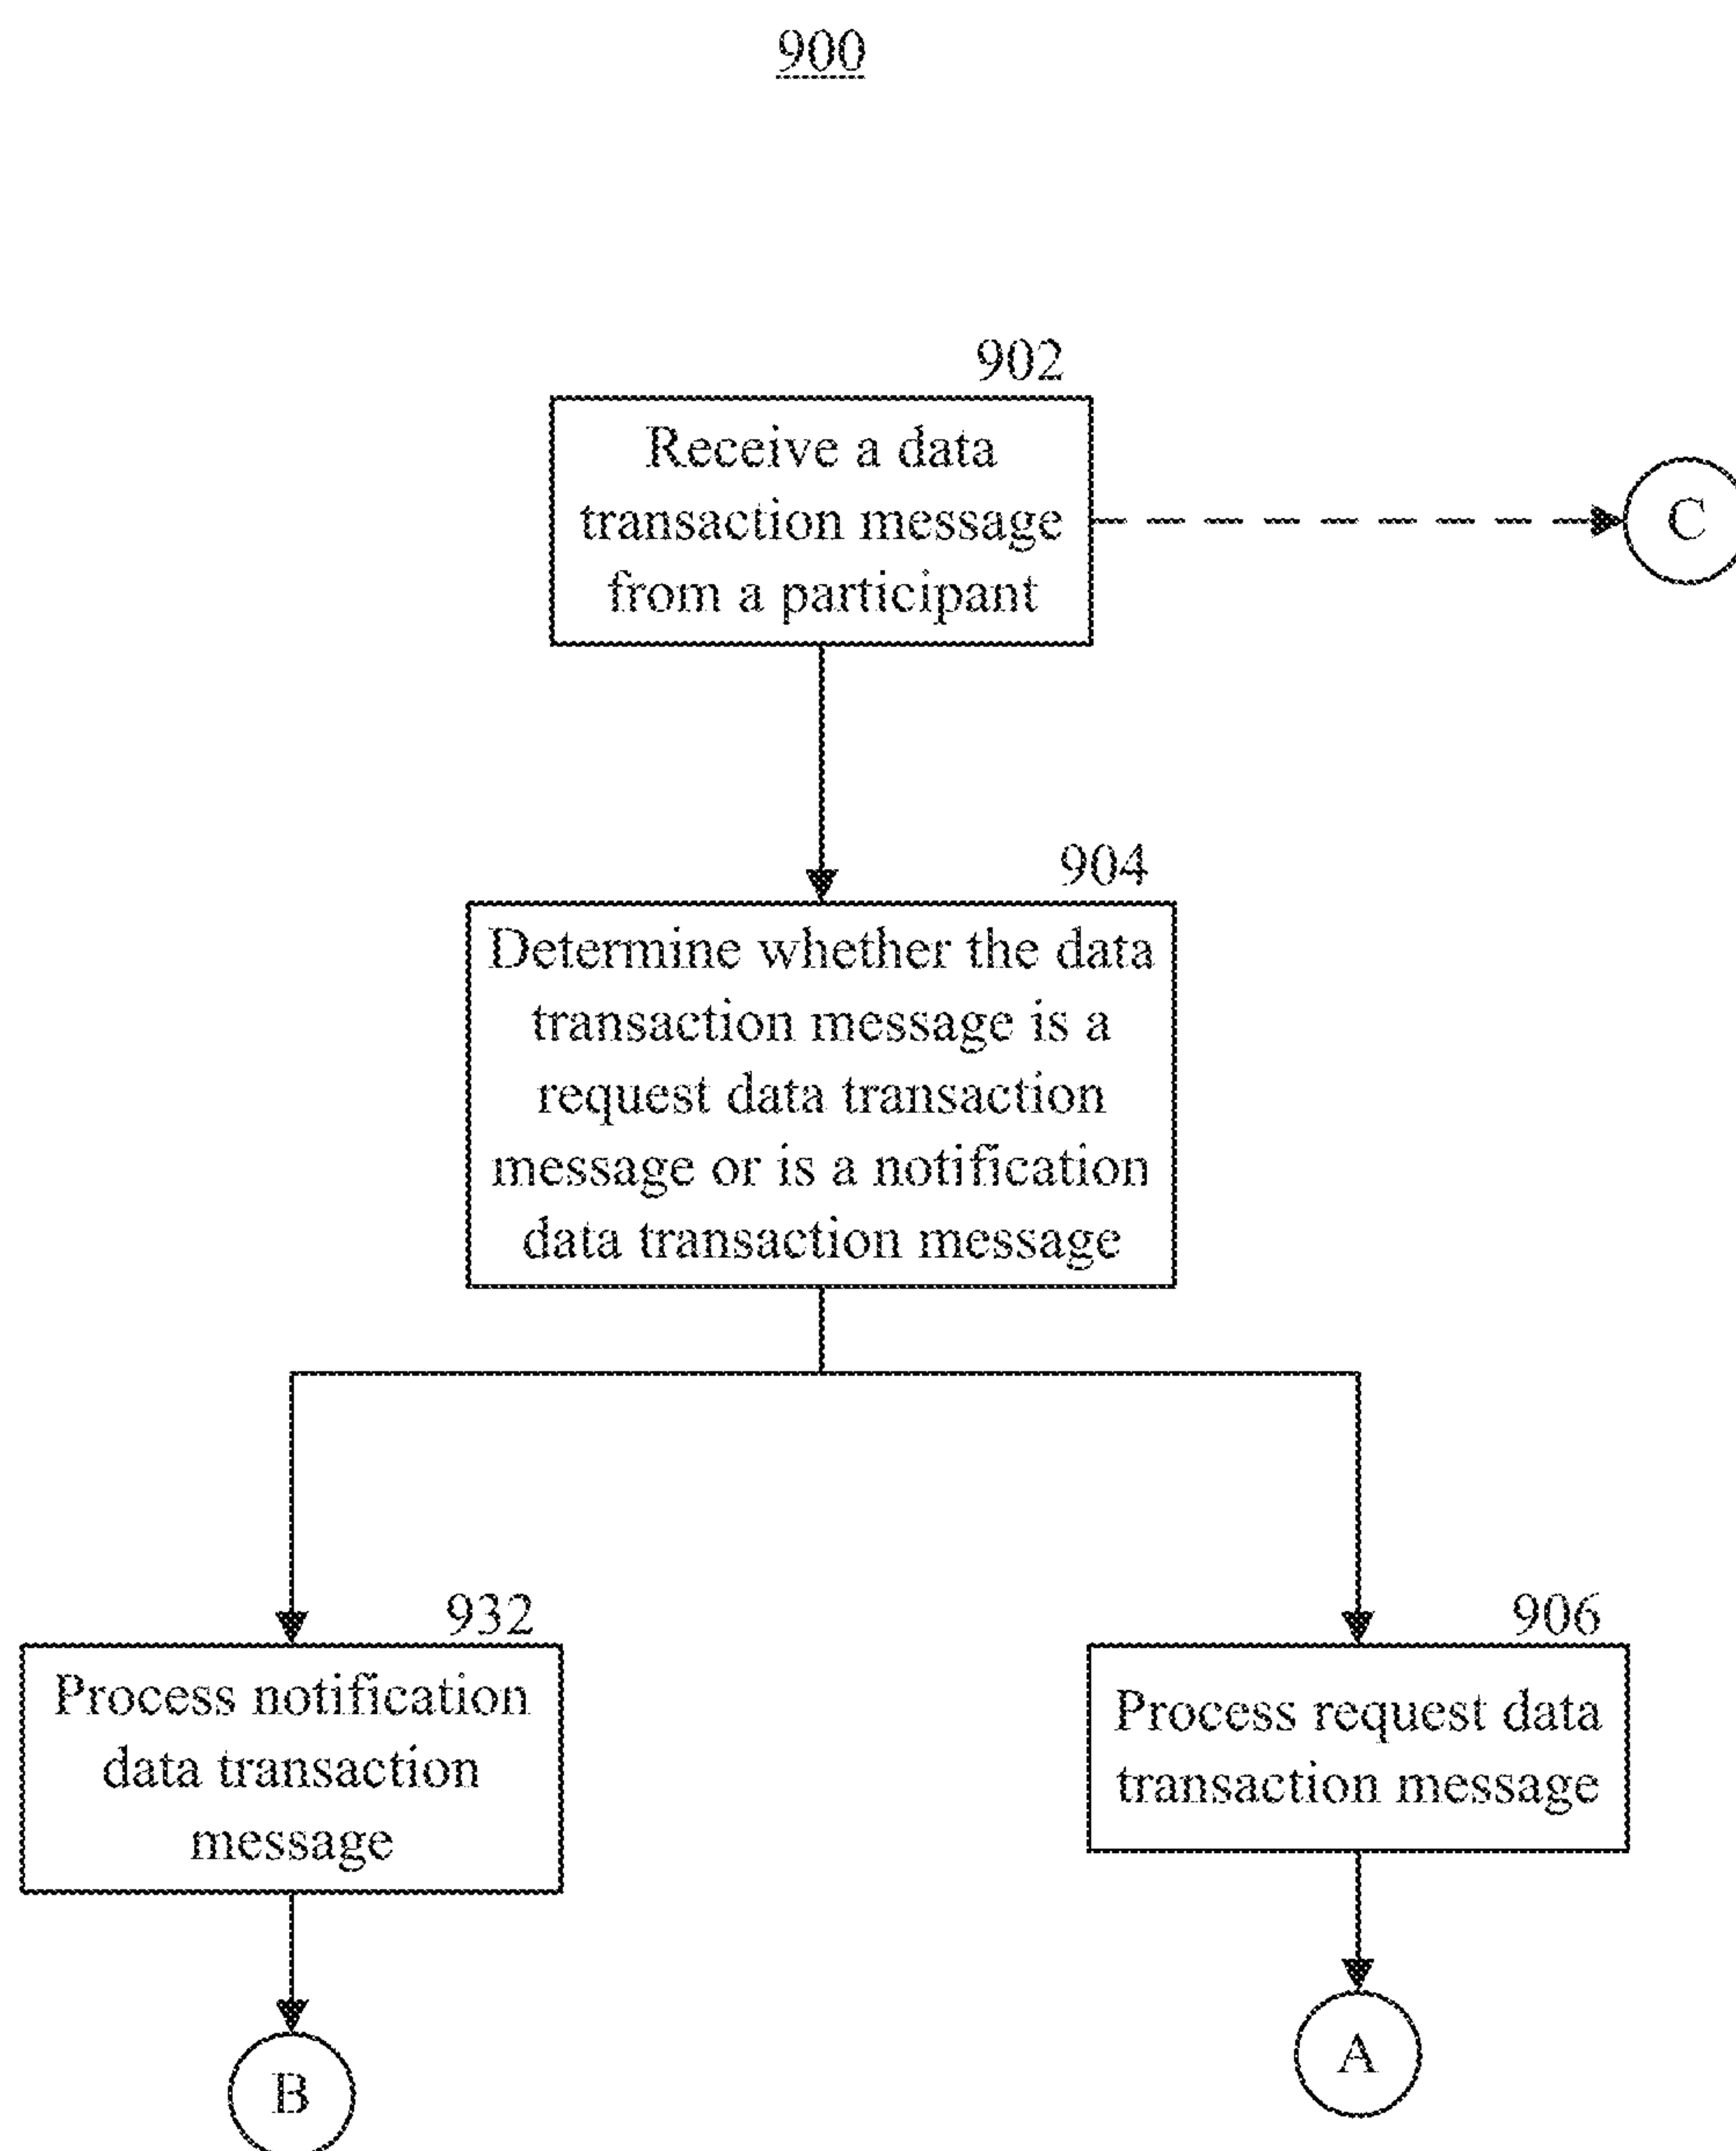 900
902
Receive a data
transaction message
from a participant
C
904
Determine whether the data
transaction message is a
request data transaction
message or is a notification
data transaction message
932
Process notification
data transaction
message
906
Process request data
transaction message
B
A